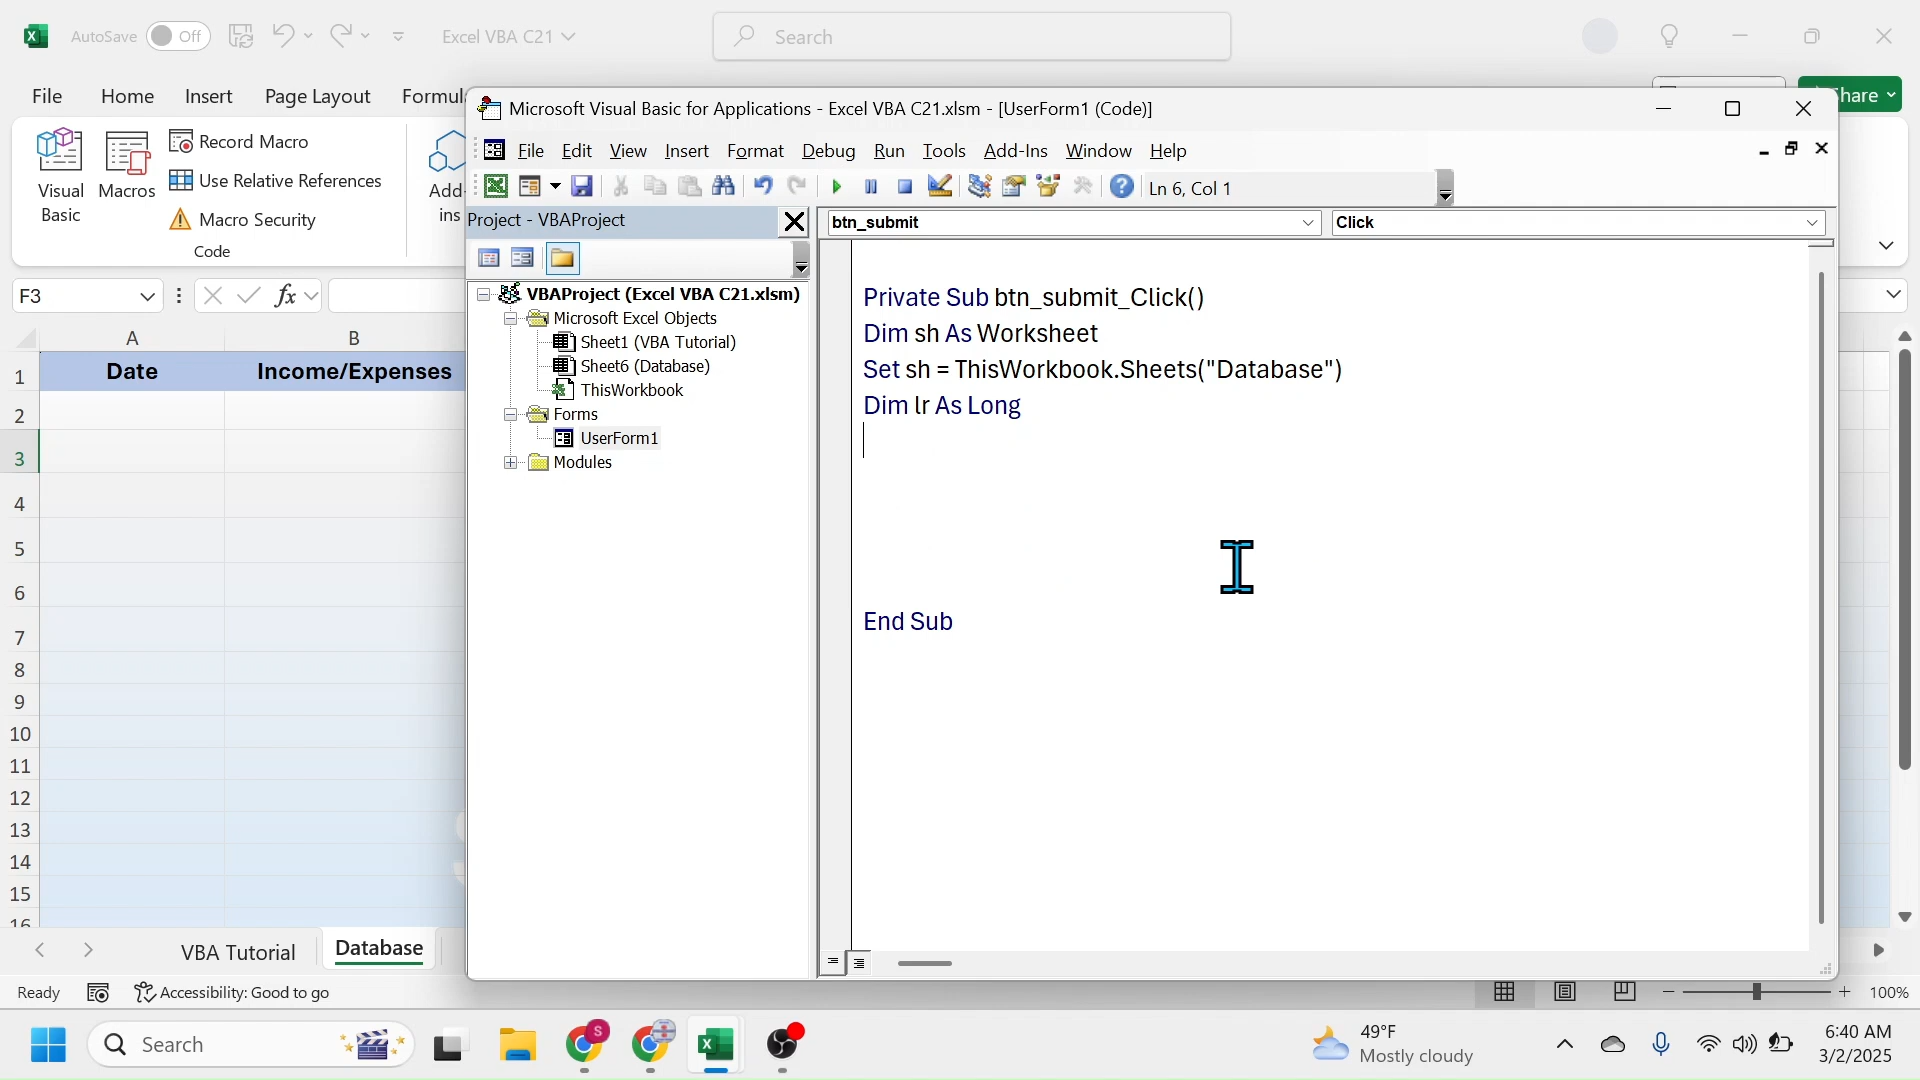 AutoSave Off Excel VBA C21 Search
File Home Insert Page Layout
Visual Basic
Macros
Record Macro
Use Relative References
Macro Security
Code
F3
fx
A B
1 Date Income/Expenses
2
3
4
5
6
7
8
9
10
11
12
13
14
15
16
VBA Tutorial Database
Ready Accessibility: Good to go 100%
Microsoft Visual Basic for Applications - Excel VBA C21.xlsm - [UserForm1 (Code)]
File Edit View Insert Format Debug Run Tools Add-Ins Window Help
Ln 6, Col 1
Project - VBAProject
VBAProject (Excel VBA C21.xlsm)
Microsoft Excel Objects
Sheet1 (VBA Tutorial)
Sheet6 (Database)
ThisWorkbook
Forms
UserForm1
Modules
btn_submit Click
Private Sub btn_submit_Click()
Dim sh As Worksheet
Set sh = ThisWorkbook.Sheets("Database")
Dim lr As Long
End Sub
Search
S
49°F
Mostly cloudy
6:40 AM
3/2/2025